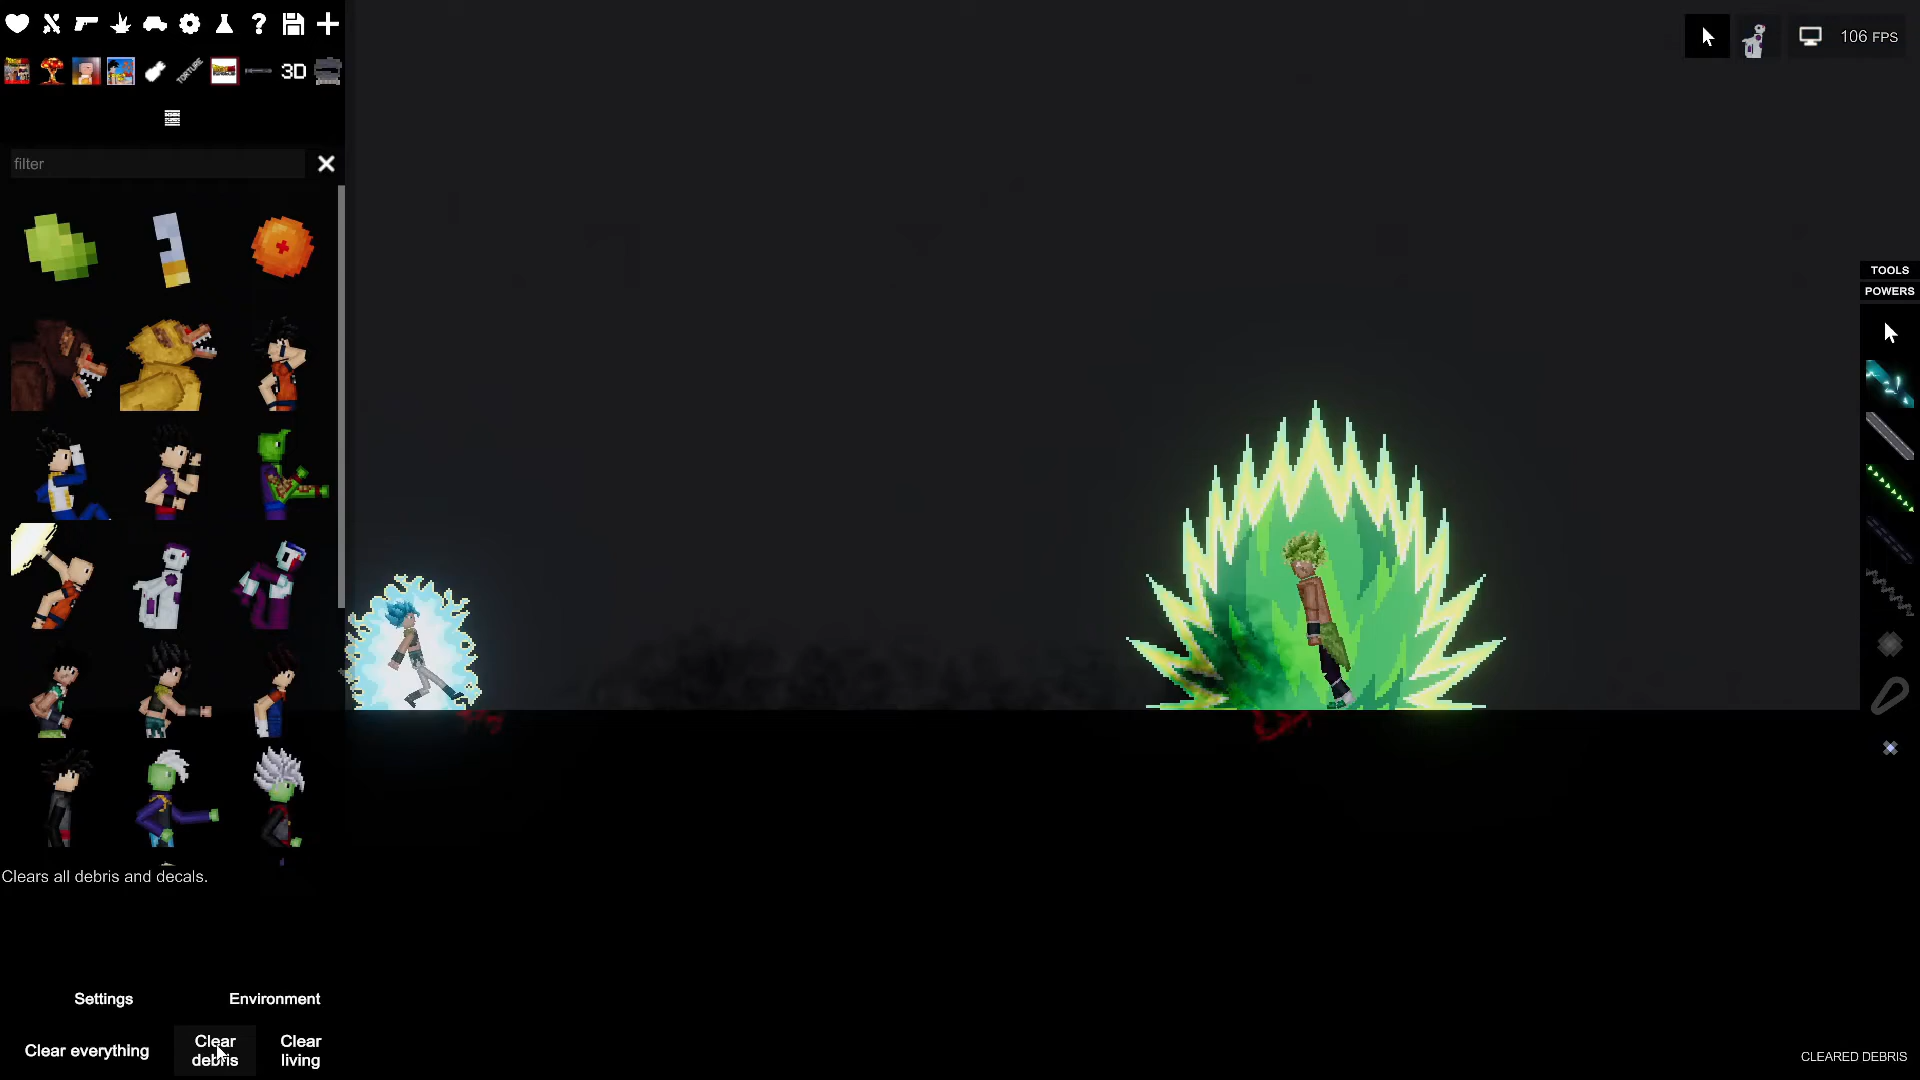 106 FPS
TORTURE
3D
filter
TOOLS
POWERS
Clears all debris and decals.
Settings
Environment
Clear everything
Clear
debris
Clear
living
CLEARED DEBRIS